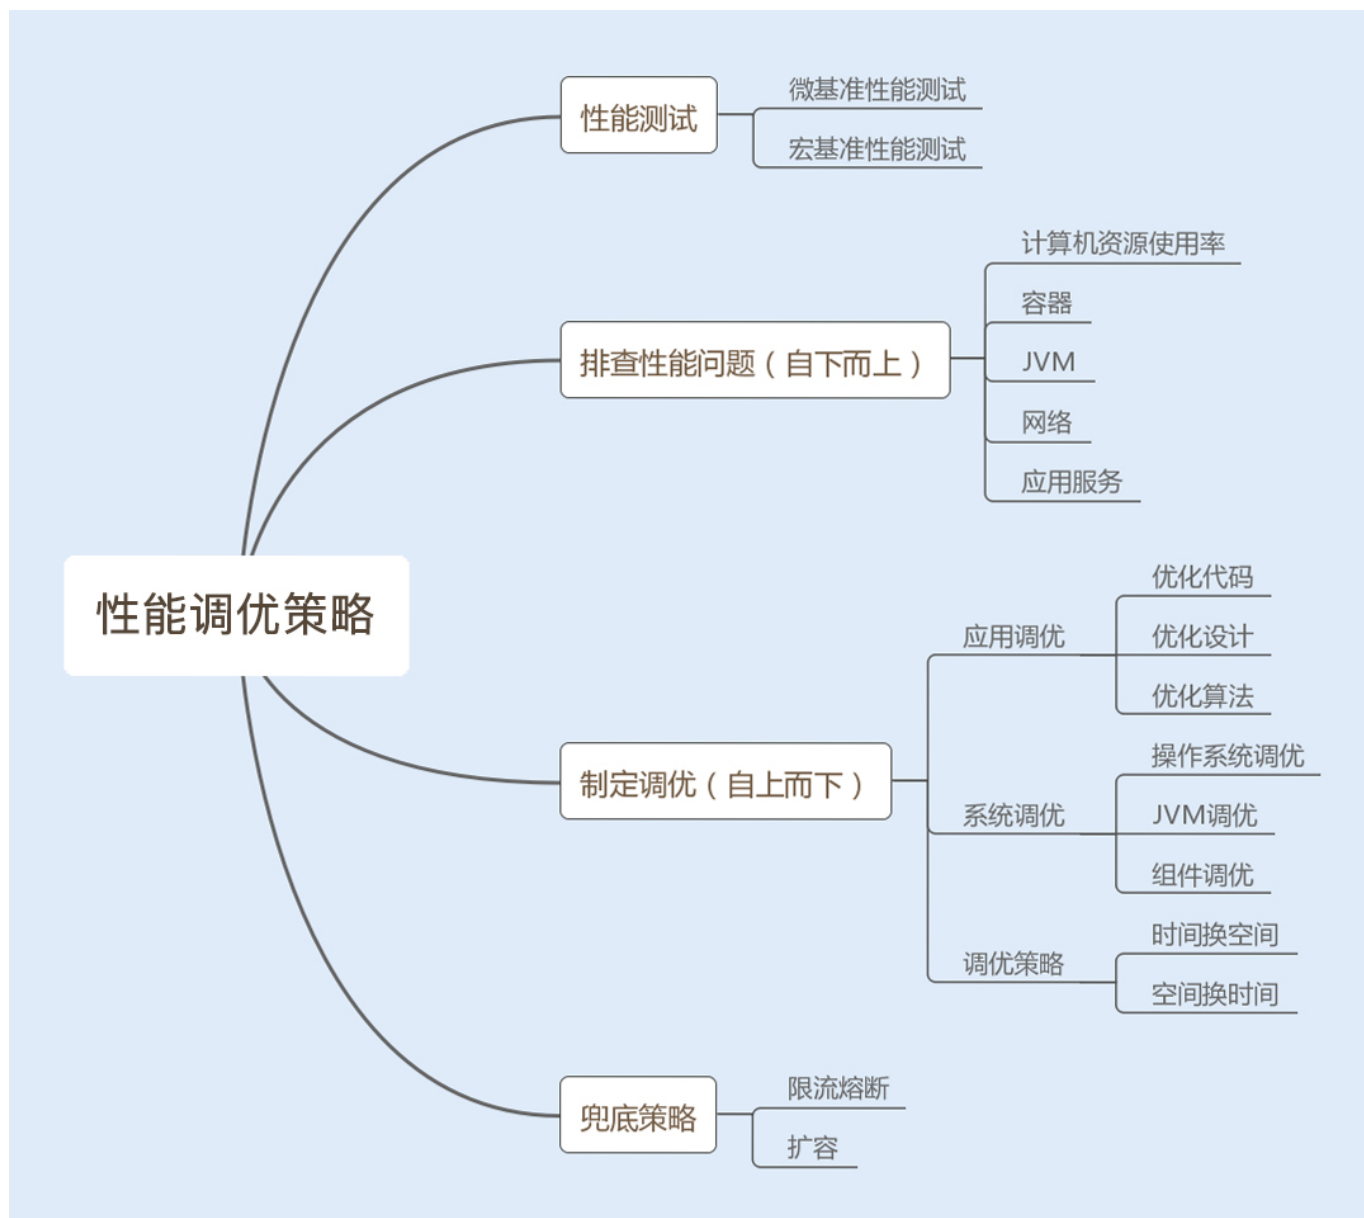 性能调优策略
性能测试
微基准性能测试
宏基准性能测试
排查性能问题（自下而上）
计算机资源使用率
容器
JVM
网络
应用服务
制定调优（自上而下）
应用调优
优化代码
优化设计
优化算法
系统调优
操作系统调优
JVM调优
组件调优
调优策略
时间换空间
空间换时间
兜底策略
限流熔断
扩容